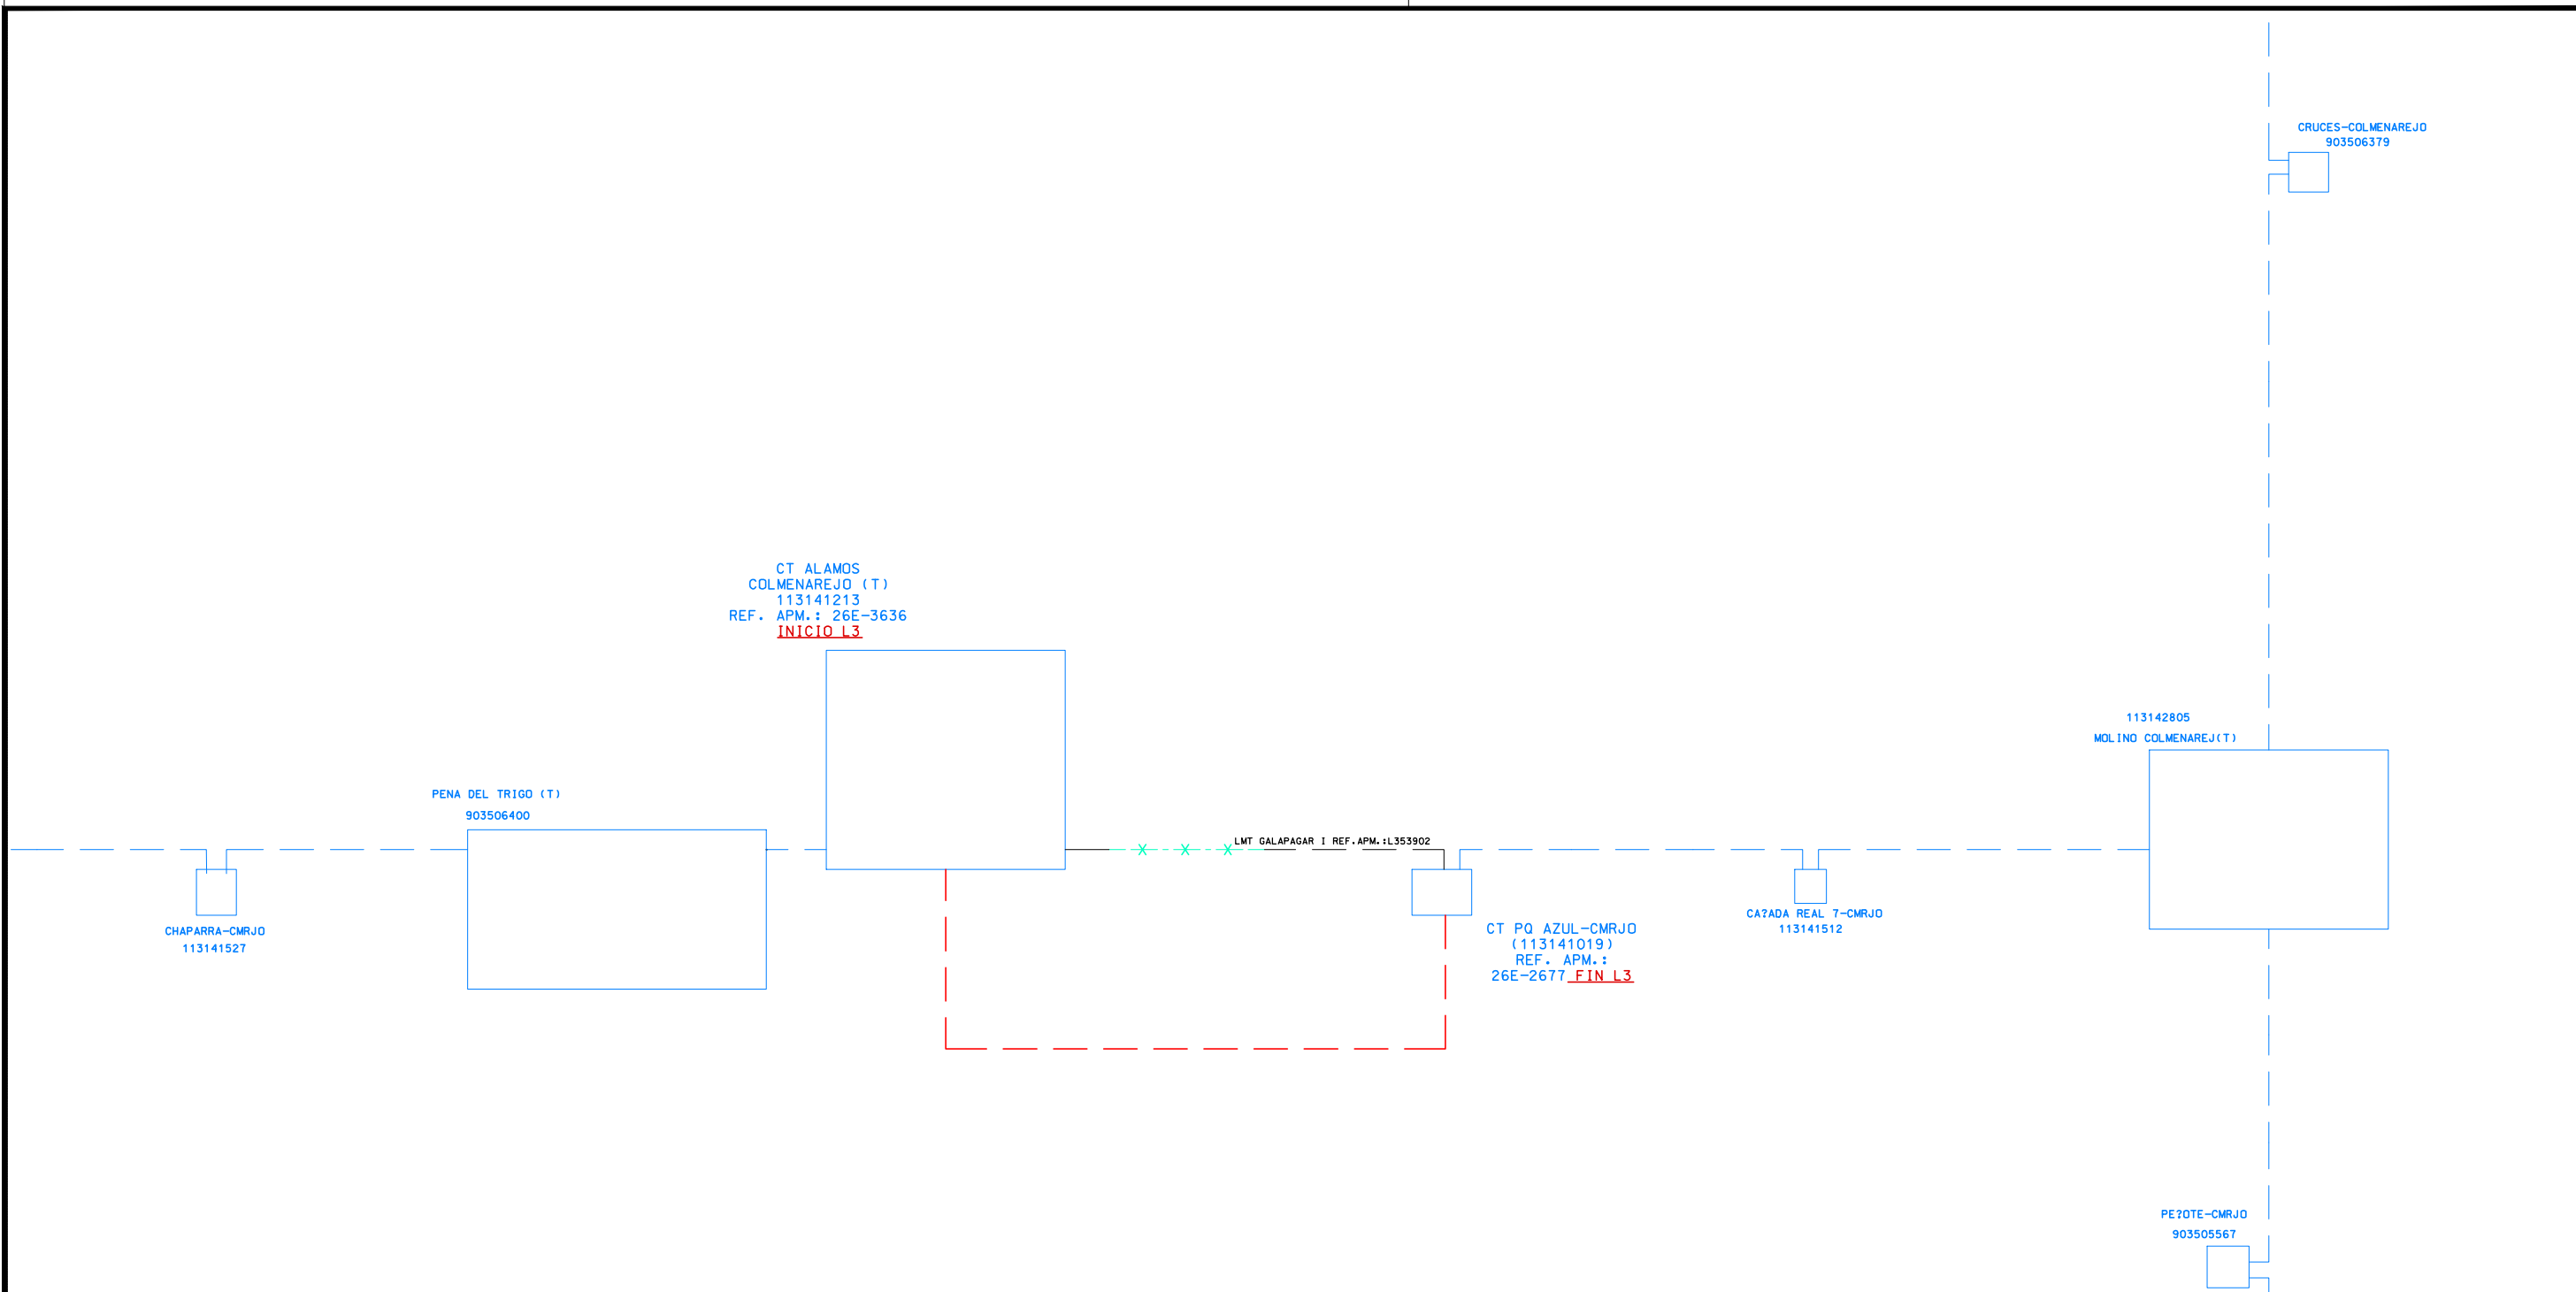 CRUCES-COLMENAREJO
903506379
CT ALAMOS
COLMENAREJO (T)
113141213
REF. APM.: 26E-3636
INICIO L3
113142805
MOLINO COLMENAREJ(T)
PENA DEL TRIGO (T)
903506400
LMT GALAPAGAR I REF.APM.:L353902
CHAPARRA-CMRJO
113141527
CT PQ AZUL-CMRJO
(113141019)
REF. APM.:
26E-2677 FIN L3
CA?ADA REAL 7-CMRJO
113141512
PE?OTE-CMRJO
903505567